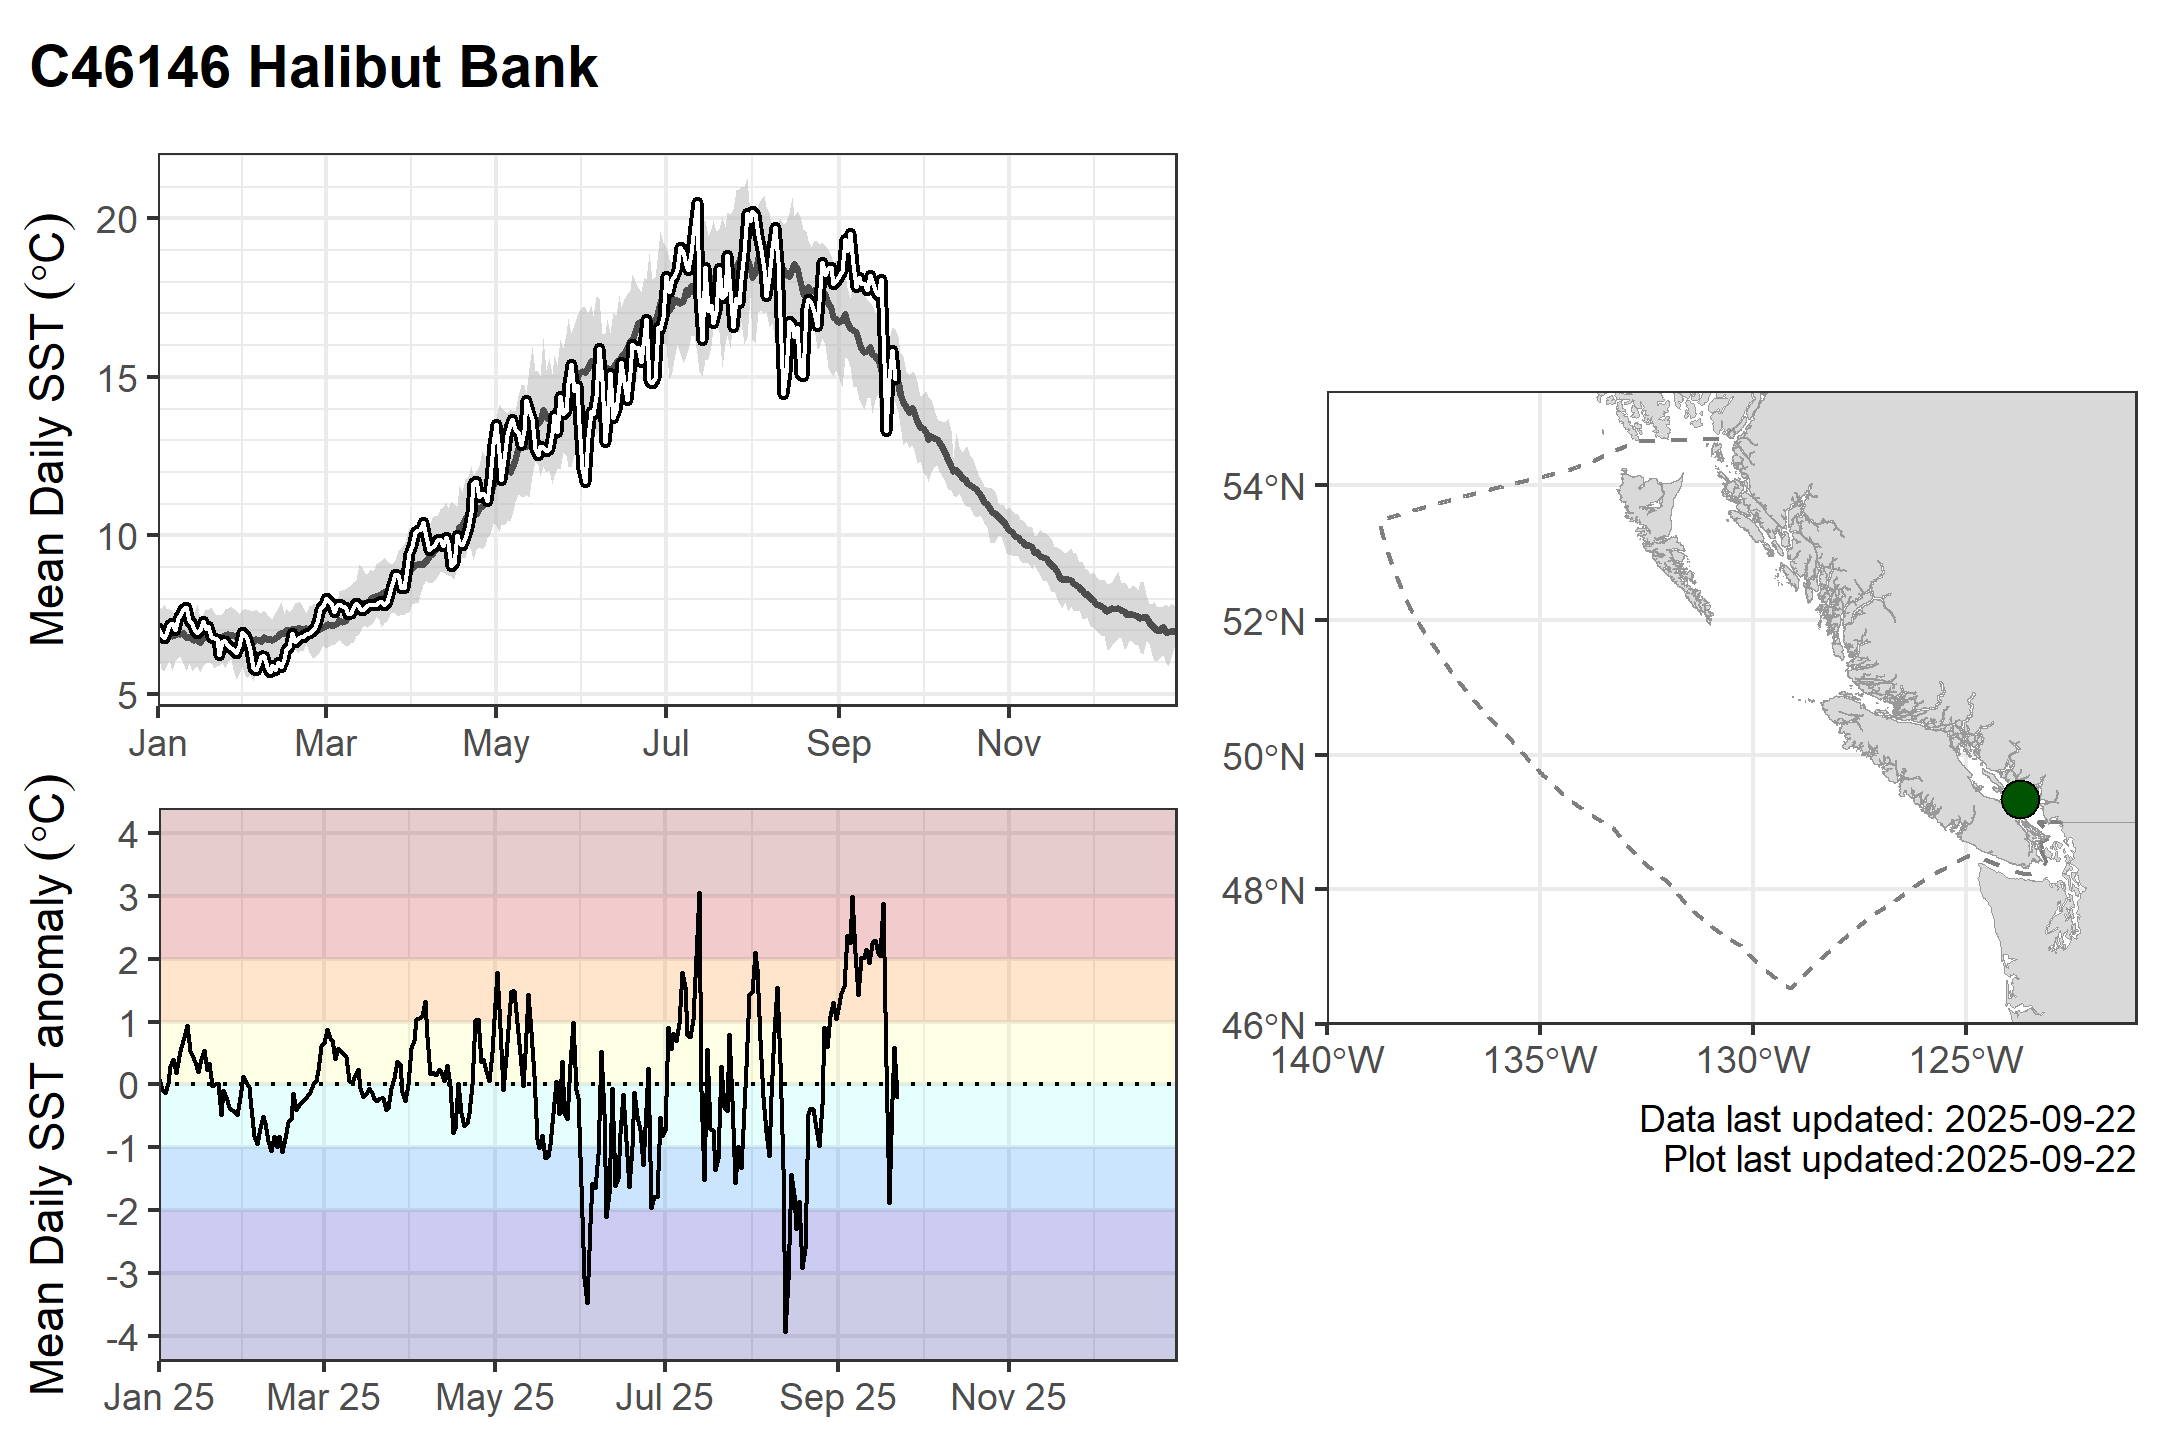 C46146 Halibut Bank
Mean Daily SST (°C)
20
15
10
5
Jan
Mar
May
Jul
Sep
Nov
Mean Daily SST anomaly (°C)
4
3
2
1
0
-1
-2
-3
-4
Jan 25
Mar 25
May 25
Jul 25
Sep 25
Nov 25
54°N
52°N
50°N
48°N
46°N
140°W
135°W
130°W
125°W
Data last updated: 2025-09-22
Plot last updated:2025-09-22